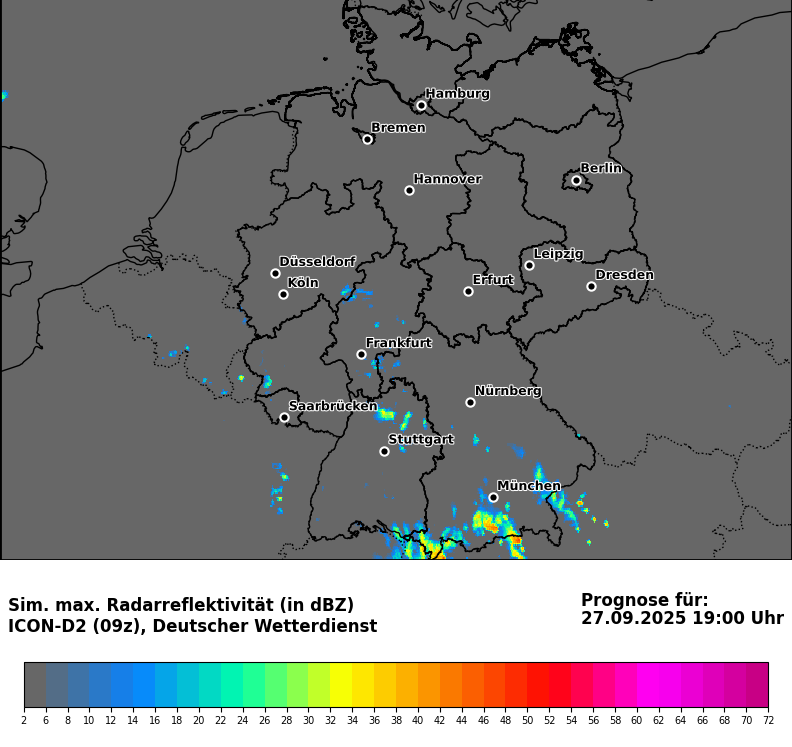 Hamburg
Bremen
Berlin
Hannover
Leipzig
Düsseldorf
Dresden
Köln
Erfurt
Frankfurt
Nürnberg
Saarbrücken
Stuttgart
München
Sim. max. Radarreflektivität (in dBZ)
ICON-D2 (09z), Deutscher Wetterdienst
Prognose für:
27.09.2025 19:00 Uhr
2 6 8 10 12 14 16 18 20 22 24 26 28 30 32 34 36 38 40 42 44 46 48 50 52 54 56 58 60 62 64 66 68 70 72